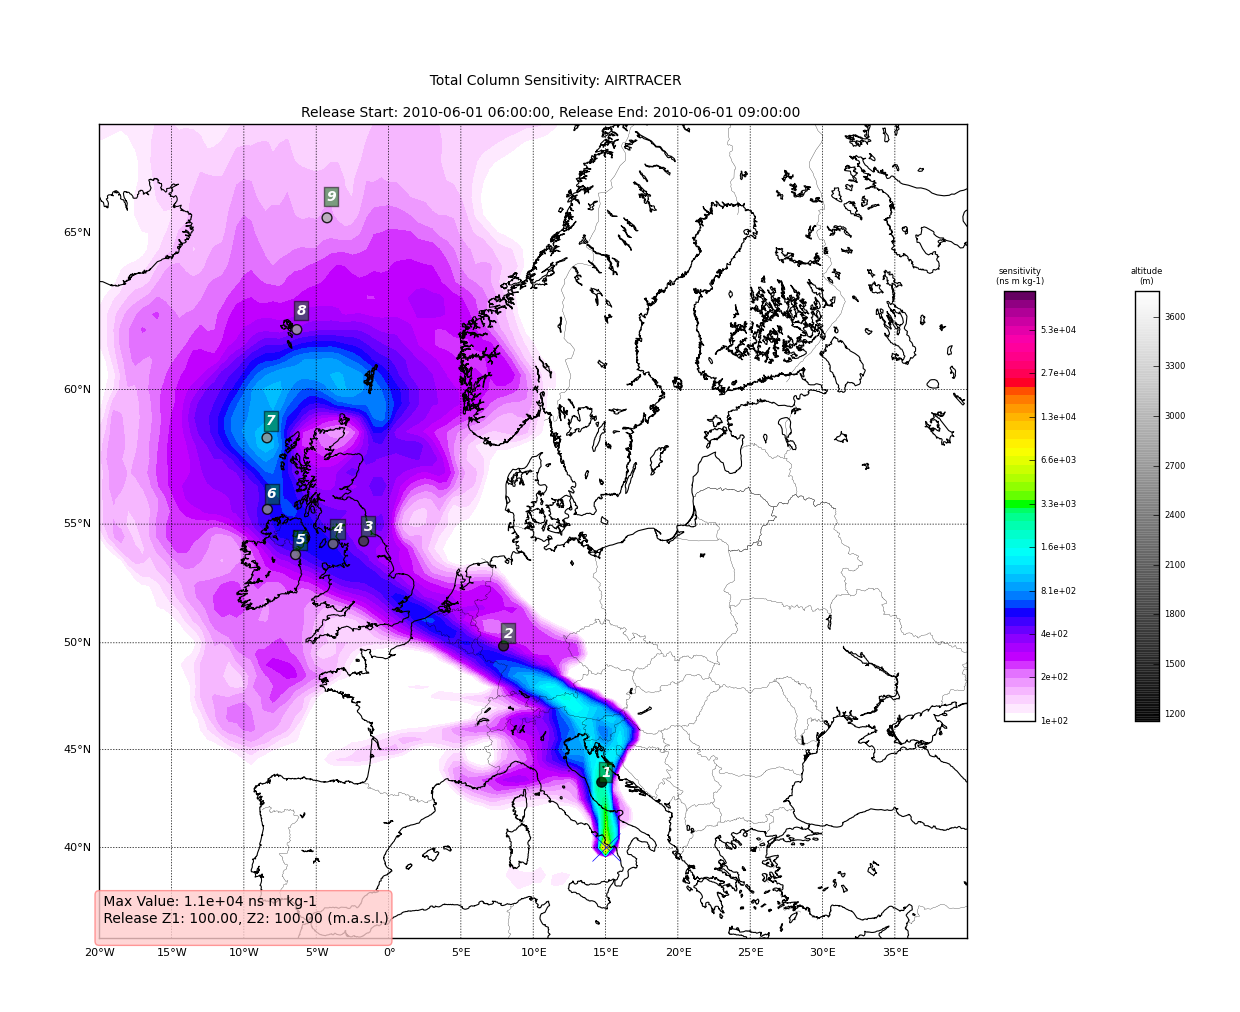 Total Column Sensitivity: AIRTRACER
Release Start: 2010-06-01 06:00:00, Release End: 2010-06-01 09:00:00
9
65°N
sensitivity
(ns m kg-1)
altitude
(m)
8
5.3e+04
3600
3300
2.7e+04
60°N
3000
1.3e+04
7
6.6e+03
2700
6
3.3e+03
2400
55°N
5
4
3
1.6e+03
2100
8.1e+02
1800
50°N
2
4e+02
1500
2e+02
1200
1e+02
45°N
1
40°N
Max Value: 1.1e+04 ns m kg-1
Release Z1: 100.00, Z2: 100.00 (m.a.s.l.)
20°W 15°W 10°W 5°W 0° 5°E 10°E 15°E 20°E 25°E 30°E 35°E